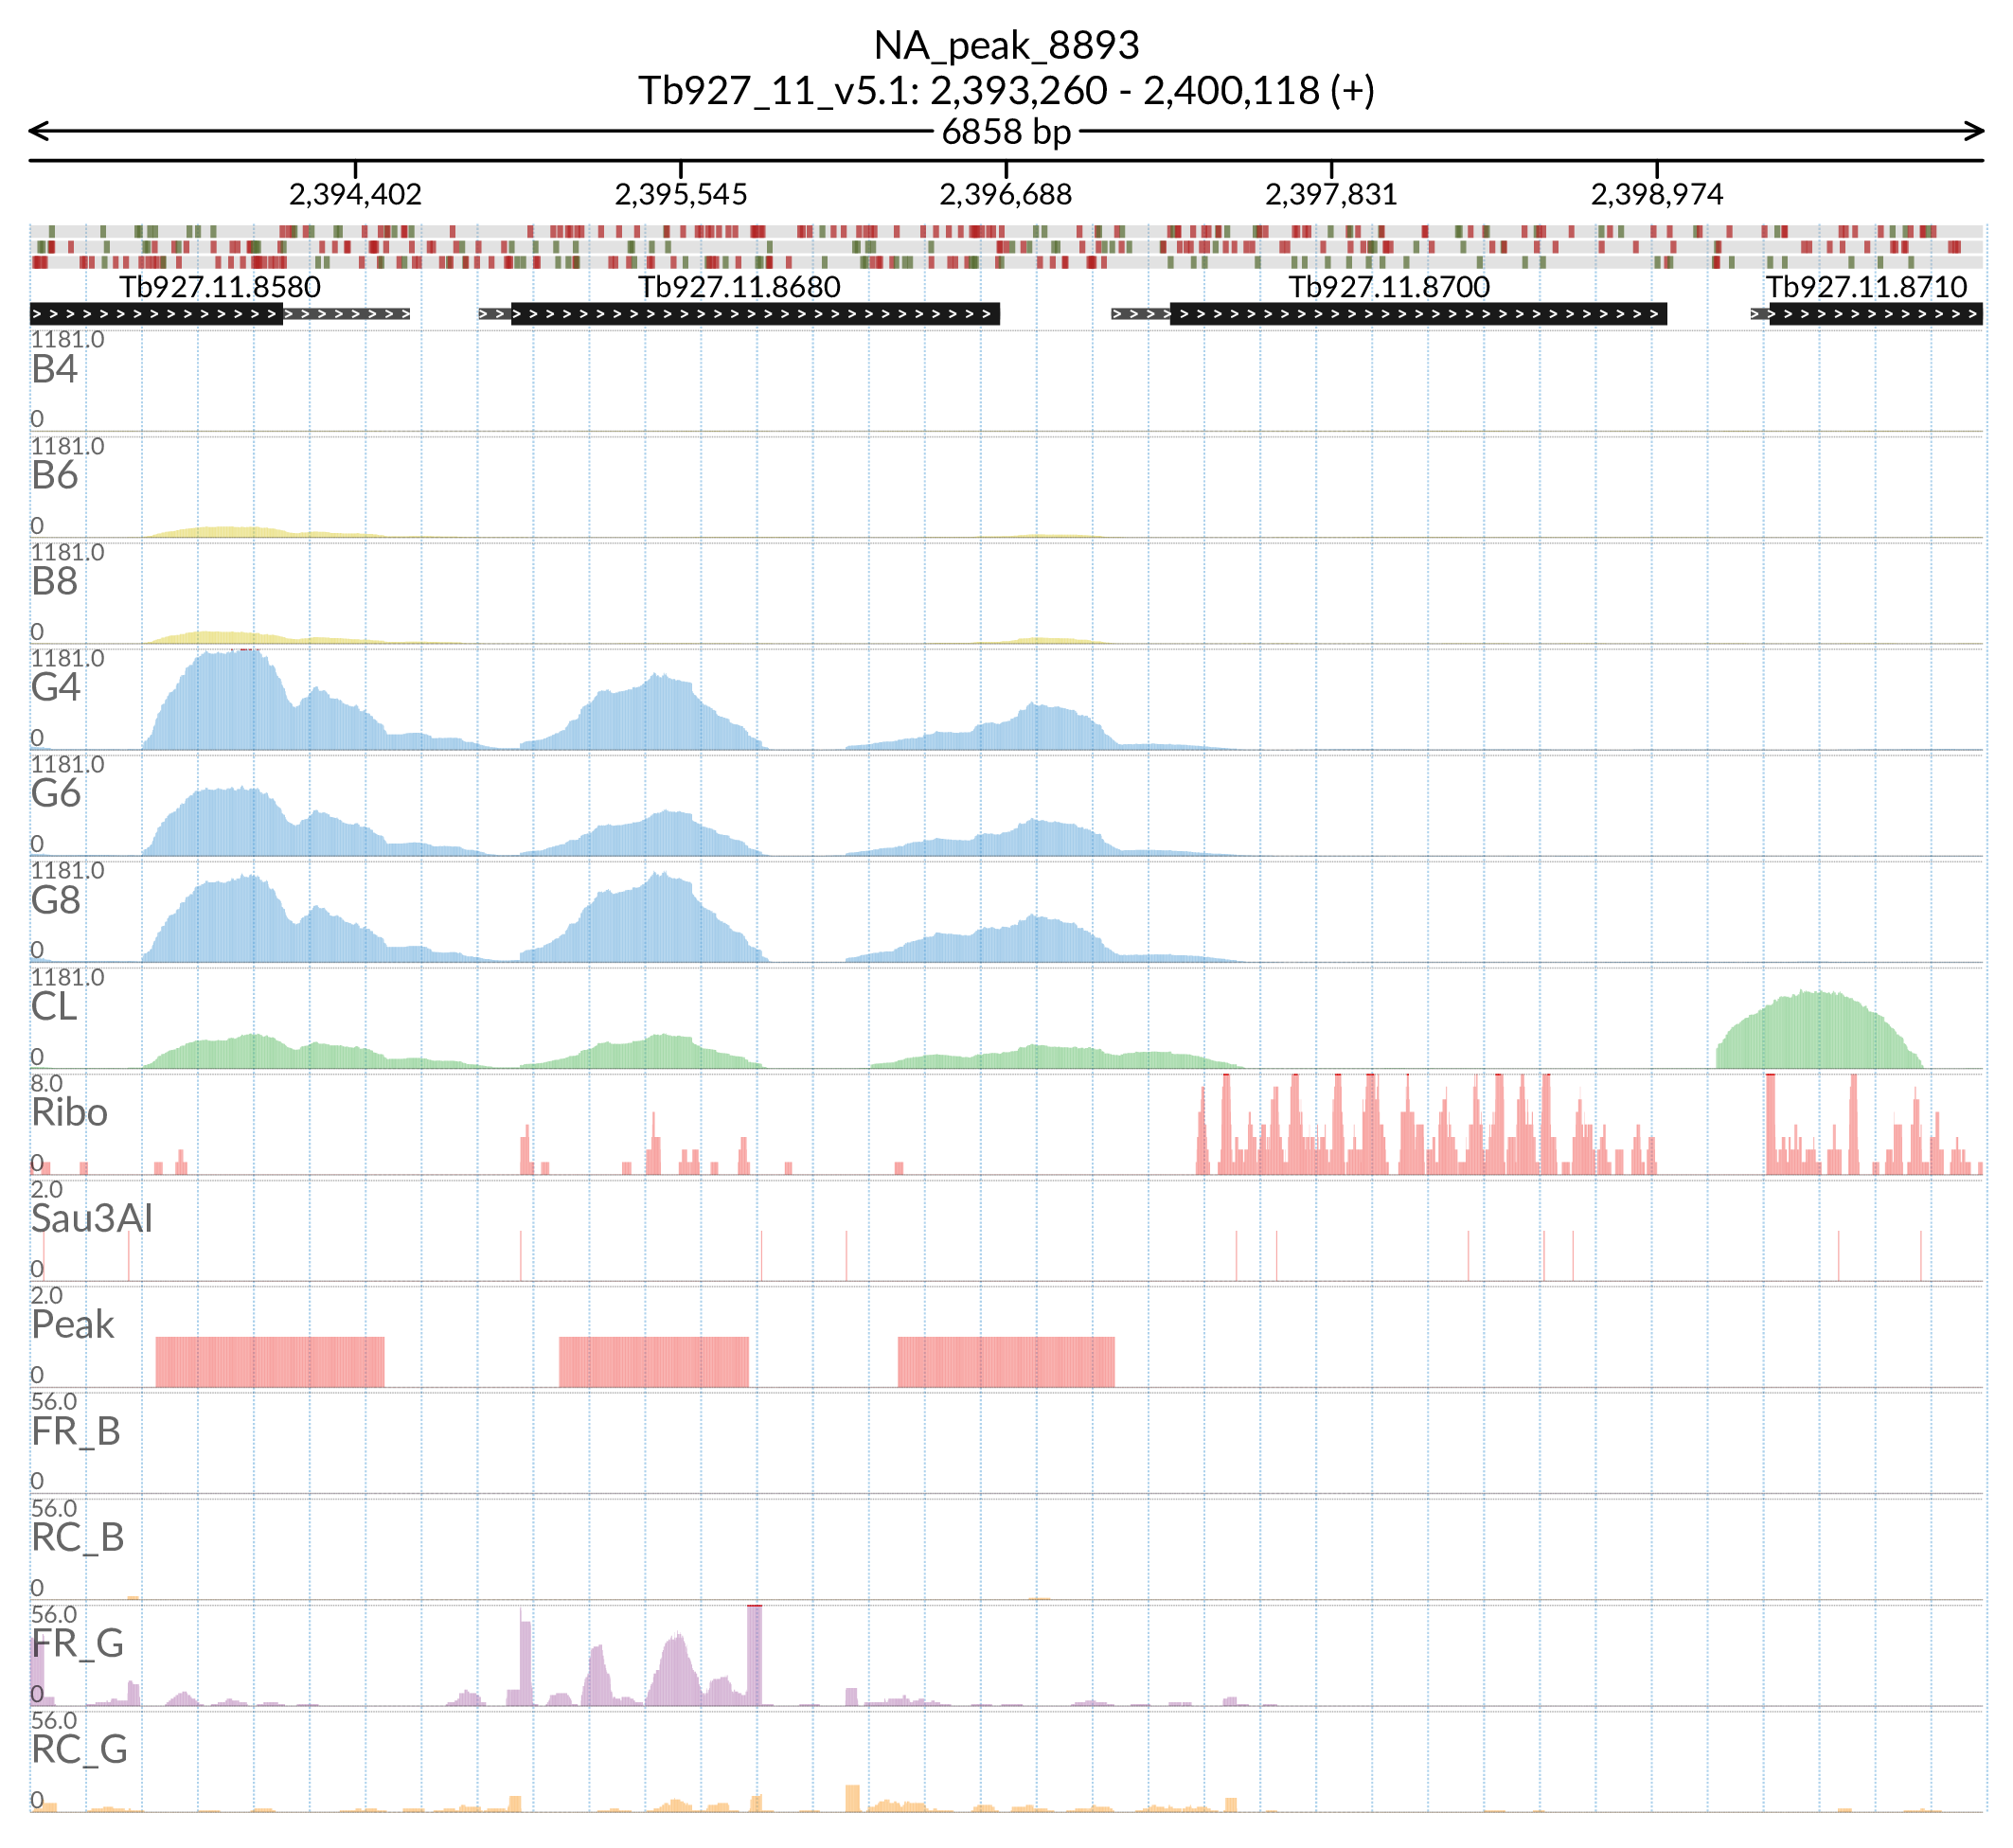 NA_peak_8893
Tb927_11_v5.1: 2,393,260 - 2,400,118 (+)
6858 bp
2,394,402 2,395,545 2,396,688 2,397,831 2,398,974
Tb927.11.8580 Tb927.11.8680 Tb927.11.8700 Tb927.11.8710
1181.0
B4
0
1181.0
B6
0
1181.0
B8
0
1181.0
G4
0
1181.0
G6
0
1181.0
G8
0
1181.0
CL
0
8.0
Ribo
0
2.0
Sau3AI
0
2.0
Peak
0
56.0
FR_B
0
56.0
RC_B
0
56.0
FR_G
0
56.0
RC_G
0